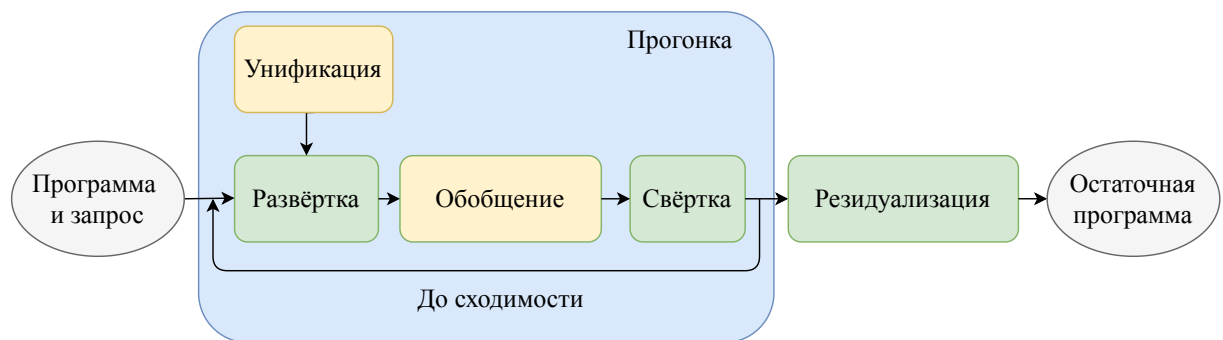 Прогонка
Унификация
Программа
и запрос
Развёртка
Обобщение
Свёртка
Резидуализация
Остаточная
программа
До сходимости